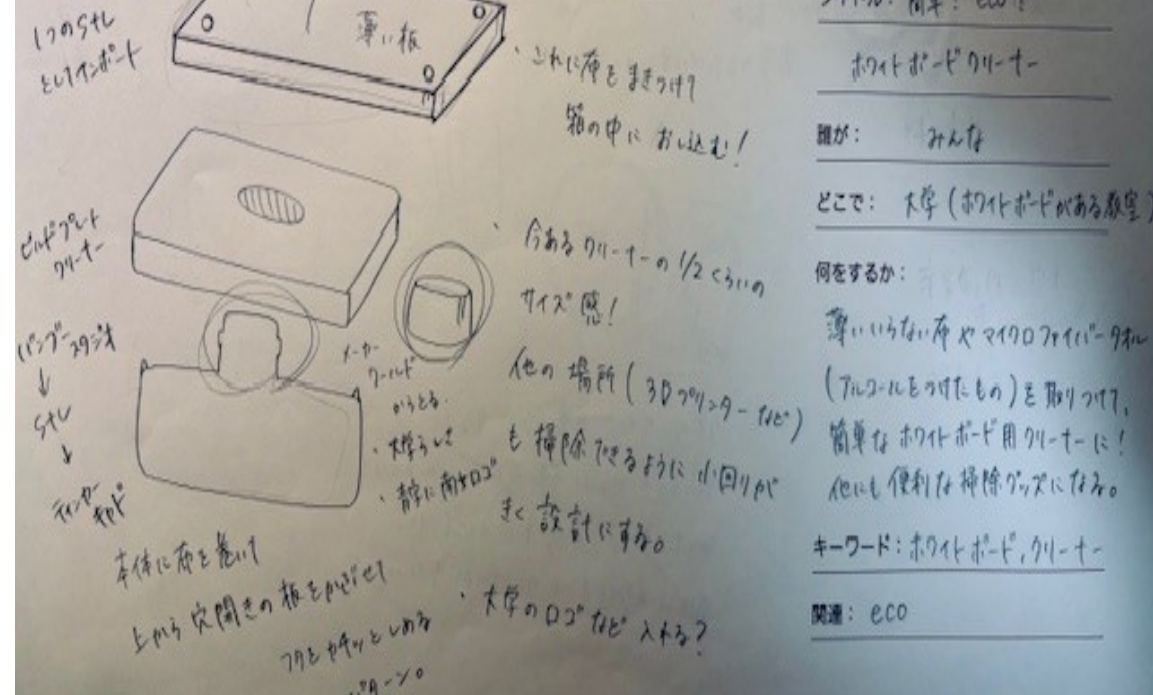 1つのSTL
としてインポート
薄い板
・これに布をまきつけて
箱の中におし込む!
ビルドプレート
クリーナー
バンブースタジオ
↓
STL
↓
ティンカーキャド
メーカー
ワールド
からとる.
・大学らしさ
・青字に ロゴ
・今あるクリーナーの1/2くらいの
サイズ感!
他の場所(3Dプリンターなど)
も掃除できるように小回りが
きく設計にする。
・大学のロゴなど入れる?
本体に布を巻いて
上から穴開きの板をかぶせて
フタをカチッとしめる
パターン。
簡単! eco!
ホワイトボードクリーナー
誰が: みんな
どこで: 大学(ホワイトボードがある教室)
何をするか:
薄いいらない布やマイクロファイバータオル
(アルコールをつけたもの)を取りつけて、
簡単なホワイトボード用クリーナーに!
他にも便利な掃除グッズになる。
キーワード:ホワイトボード,クリーナー
関連: eco